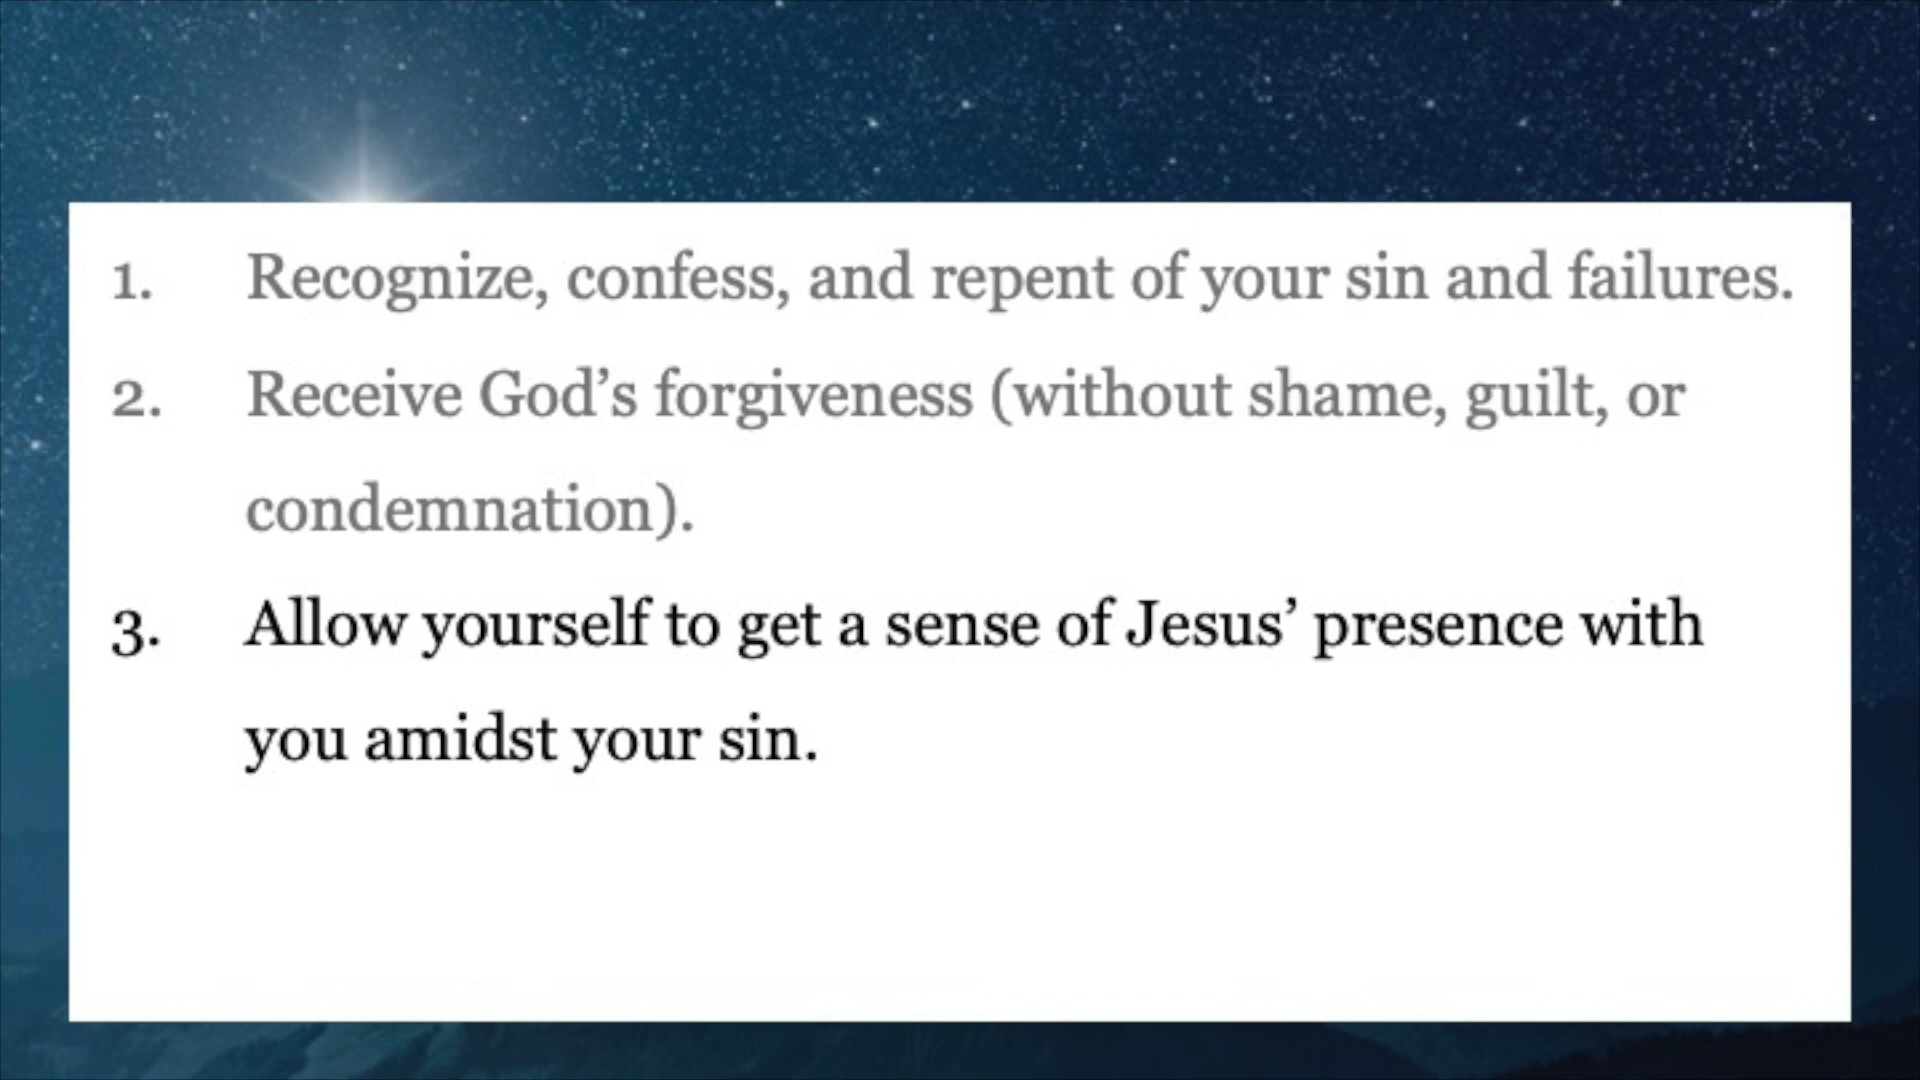 1. Recognize, confess, and repent of your sin and failures.
2. Receive God’s forgiveness (without shame, guilt, or
condemnation).
3. Allow yourself to get a sense of Jesus’ presence with
you amidst your sin.